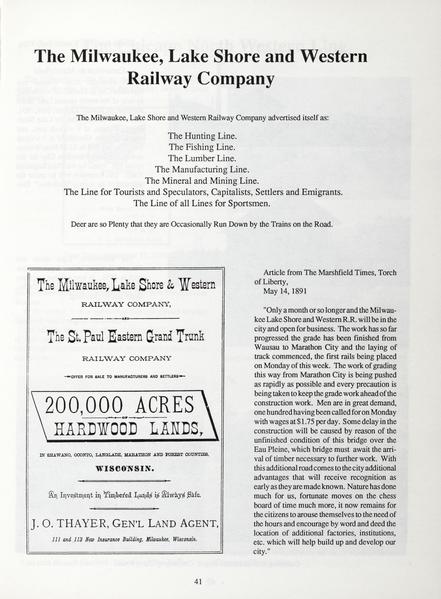 The Milwaukee, Lake Shore and Western
Railway Company
The Milwaukee, Lake Shore and Western Railway Company advertised itself as:
The Hunting Line.
The Fishing Line.
The Lumber Line.
The Manufacturing Line.
The Mineral and Mining Line.
The Line for Tourists and Speculators, Capitalists, Settlers and Emigrants.
The Line of all Lines for Sportsmen.
Deer are so Plenty that they are Occasionally Run Down by the Trains on the Road.
The Milwaukee, Lake Shore & Western
RAILWAY COMPANY,
AND
The St. Paul Eastern Grand Trunk
RAILWAY COMPANY
OFFER FOR SALE TO MANUFACTURERS AND SETTLERS
200,000 ACRES
OF
HARDWOOD LANDS,
IN SHAWANO, OCONTO, LANGLADE, MARATHON AND FOREST COUNTIES,
WISCONSIN.
An Investment in Timbered Lands is Always Safe.
J. O. THAYER, GEN'L LAND AGENT,
111 and 113 New Insurance Building, Milwaukee, Wisconsin.
Article from The Marshfield Times, Torch
of Liberty,
May 14, 1891
"Only a month or so longer and the Milwau-
kee Lake Shore and Western R.R. will be in the
city and open for business. The work has so far
progressed the grade has been finished from
Wausau to Marathon City and the laying of
track commenced, the first rails being placed
on Monday of this week. The work of grading
this way from Marathon City is being pushed
as rapidly as possible and every precaution is
being taken to keep the grade work ahead of the
construction work. Men are in great demand,
one hundred having been called for on Monday
with wages at $1.75 per day. Some delay in the
construction will be caused by reason of the
unfinished condition of this bridge over the
Eau Pleine, which bridge must await the arri-
val of timber necessary to further work. With
this additional road comes to the city additional
advantages that will receive recognition as
early as they are made known. Nature has done
much for us, fortunate moves on the chess
board of time much more, it now remains for
the citizens to arouse themselves to the need of
the hours and encourage by word and deed the
location of additional factories, institutions,
etc. which will help build up and develop our
city."
41